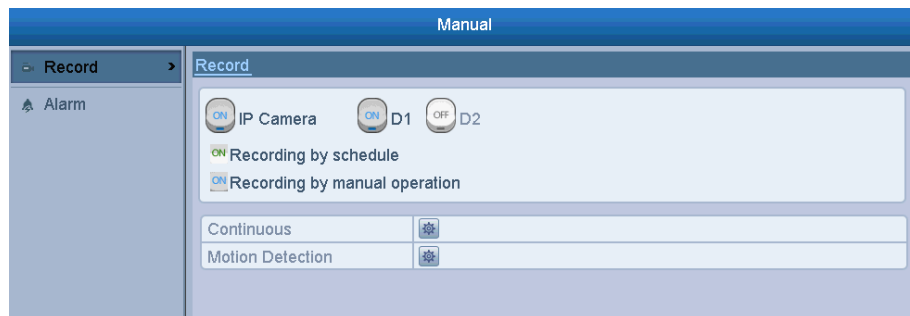 Manual
Record
Alarm
Record
ON IP Camera ON D1 OFF D2
ON Recording by schedule
ON Recording by manual operation
Continuous
Motion Detection